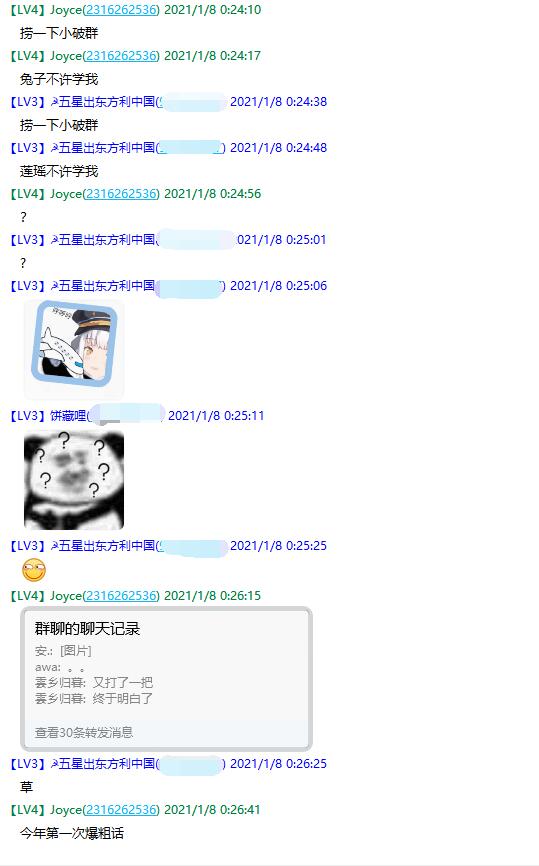 【LV4】Joyce(2316262536) 2021/1/8 0:24:10
捞一下小破群
【LV4】Joyce(2316262536) 2021/1/8 0:24:17
兔子不许学我
【LV3】☭五星出东方利中国( 2021/1/8 0:24:38
捞一下小破群
【LV3】☭五星出东方利中国( ) 2021/1/8 0:24:48
莲瑶不许学我
【LV4】Joyce(2316262536) 2021/1/8 0:24:56
?
【LV3】☭五星出东方利中国( 021/1/8 0:25:01
?
【LV3】☭五星出东方利中国( ) 2021/1/8 0:25:06
【LV3】饼藏哩( ) 2021/1/8 0:25:11
? ? ? ? ? ?
【LV3】☭五星出东方利中国( ) 2021/1/8 0:25:25
【LV4】Joyce(2316262536) 2021/1/8 0:26:15
群聊的聊天记录
安.: [图片]
awa: 。。
雲乡归暮: 又打了一把
雲乡归暮: 终于明白了
查看30条转发消息
【LV3】☭五星出东方利中国( ) 2021/1/8 0:26:25
草
【LV4】Joyce(2316262536) 2021/1/8 0:26:41
今年第一次爆粗话